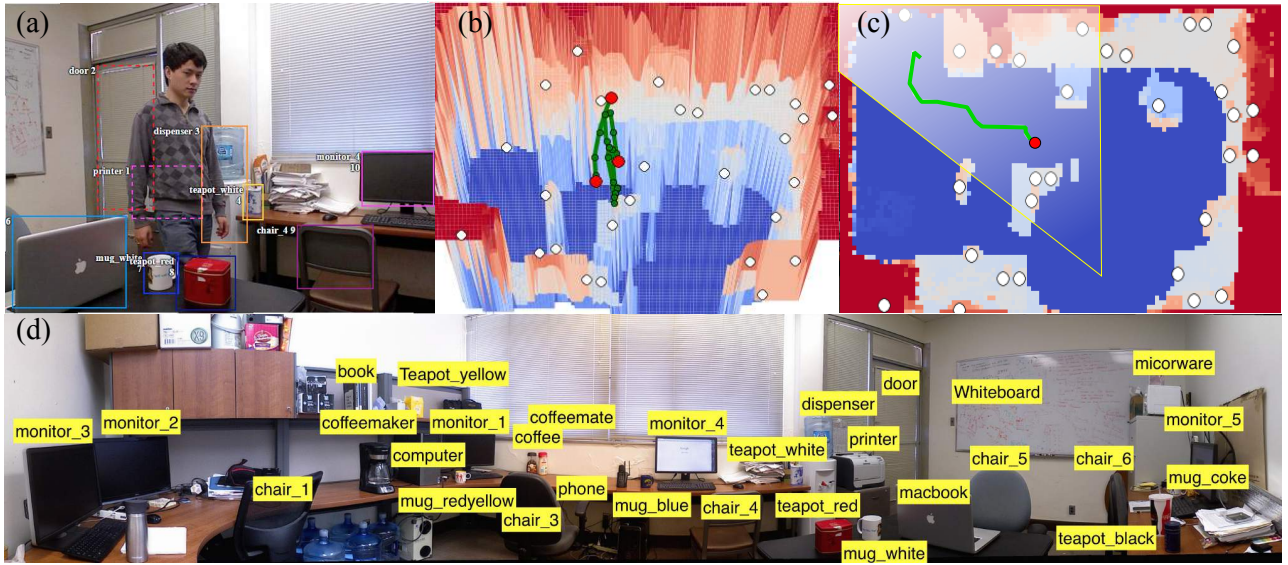 (a)
door 2
dispenser 3
printer 1
monitor_4
10
teapot_white
4
chair_4 9
6
mug_white
7
teapot_red
8
(b)
(c)
(d)
book
Teapot_yellow
door
micorware
Whiteboard
dispenser
monitor_3
monitor_2
coffeemaker
monitor_1
coffeemate
coffee
monitor_4
monitor_5
printer
teapot_white
computer
chair_5
chair_6
mug_coke
chair_1
phone
macbook
mug_redyellow
mug_blue
chair_4
teapot_red
chair_3
teapot_black
mug_white